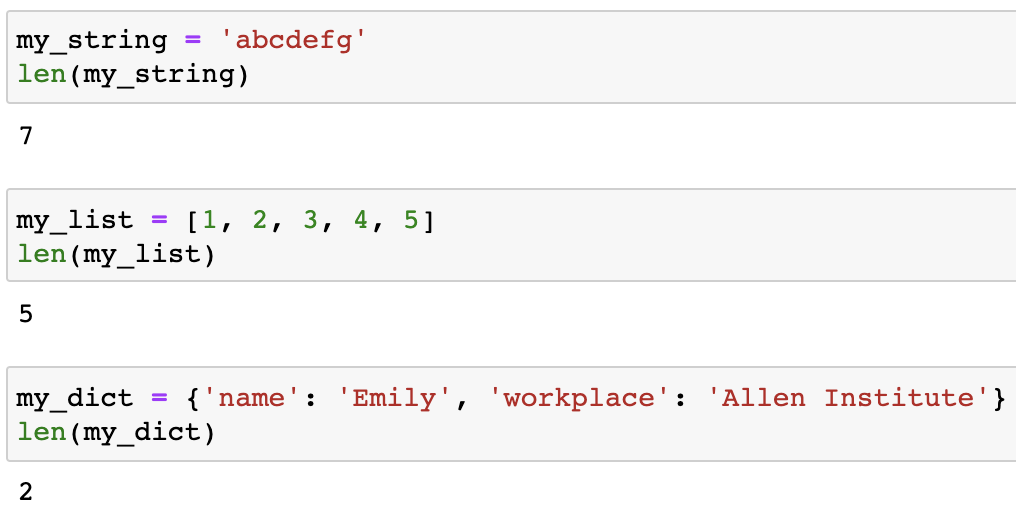 my_string = 'abcdefg'
len(my_string)
7
my_list = [1, 2, 3, 4, 5]
len(my_list)
5
my_dict = {'name': 'Emily', 'workplace': 'Allen Institute'}
len(my_dict)
2